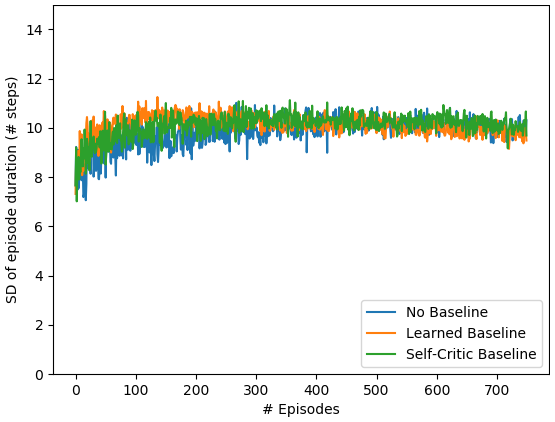 14
12
10
8
6
4
2
0
SD of episode duration (# steps)
No Baseline
Learned Baseline
Self-Critic Baseline
0 100 200 300 400 500 600 700
# Episodes